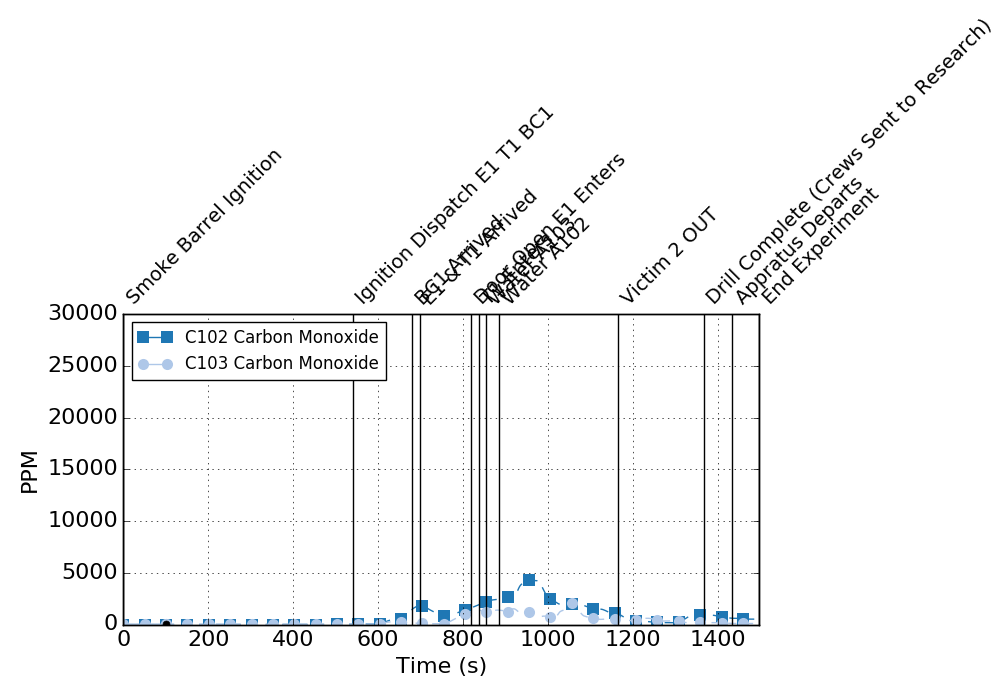 Smoke Barrel Ignition
Ignition Dispatch E1 T1 BC1
BC1 Arrived
E1 & T1 Arrived
Door Open
E1 Enters
Water A103
Water A102
Victim 2 OUT
Drill Complete (Crews Sent to Research)
Appratus Departs
End Experiment
30000
25000
20000
15000
10000
5000
0
PPM
C102 Carbon Monoxide
C103 Carbon Monoxide
0 200 400 600 800 1000 1200 1400
Time (s)